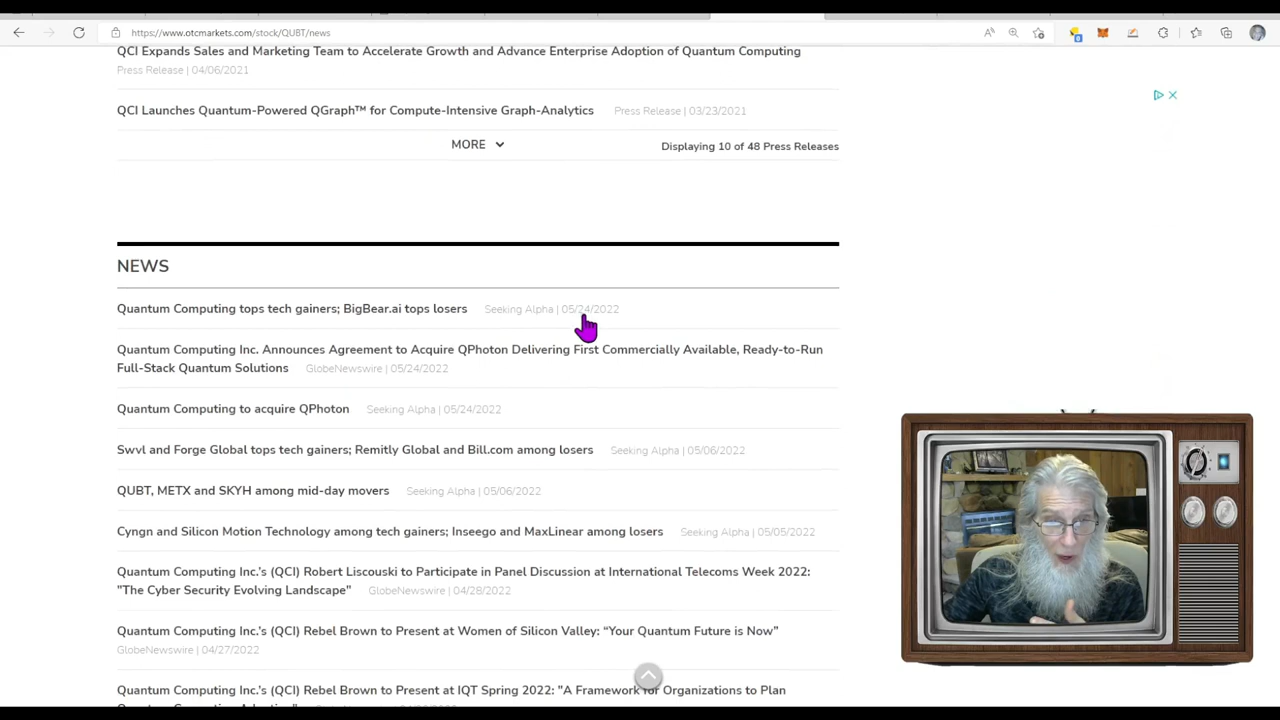 https://www.otcmarkets.com/stock/QUBT/news
QCI Expands Sales and Marketing Team to Accelerate Growth and Advance Enterprise Adoption of Quantum Computing
Press Release | 04/06/2021
QCI Launches Quantum-Powered QGraph™ for Compute-Intensive Graph-Analytics Press Release | 03/23/2021
MORE Displaying 10 of 48 Press Releases
NEWS
Quantum Computing tops tech gainers; BigBear.ai tops losers Seeking Alpha | 05/24/2022
Quantum Computing Inc. Announces Agreement to Acquire QPhoton Delivering First Commercially Available, Ready-to-Run
Full-Stack Quantum Solutions GlobeNewswire | 05/24/2022
Quantum Computing to acquire QPhoton Seeking Alpha | 05/24/2022
Swvl and Forge Global tops tech gainers; Remitly Global and Bill.com among losers Seeking Alpha | 05/06/2022
QUBT, METX and SKYH among mid-day movers Seeking Alpha | 05/06/2022
Cyngn and Silicon Motion Technology among tech gainers; Inseego and MaxLinear among losers Seeking Alpha | 05/05/2022
Quantum Computing Inc.'s (QCI) Robert Liscouski to Participate in Panel Discussion at International Telecoms Week 2022:
"The Cyber Security Evolving Landscape" GlobeNewswire | 04/28/2022
Quantum Computing Inc.'s (QCI) Rebel Brown to Present at Women of Silicon Valley: “Your Quantum Future is Now”
GlobeNewswire | 04/27/2022
Quantum Computing Inc.'s (QCI) Rebel Brown to Present at IQT Spring 2022: "A Framework for Organizations to Plan